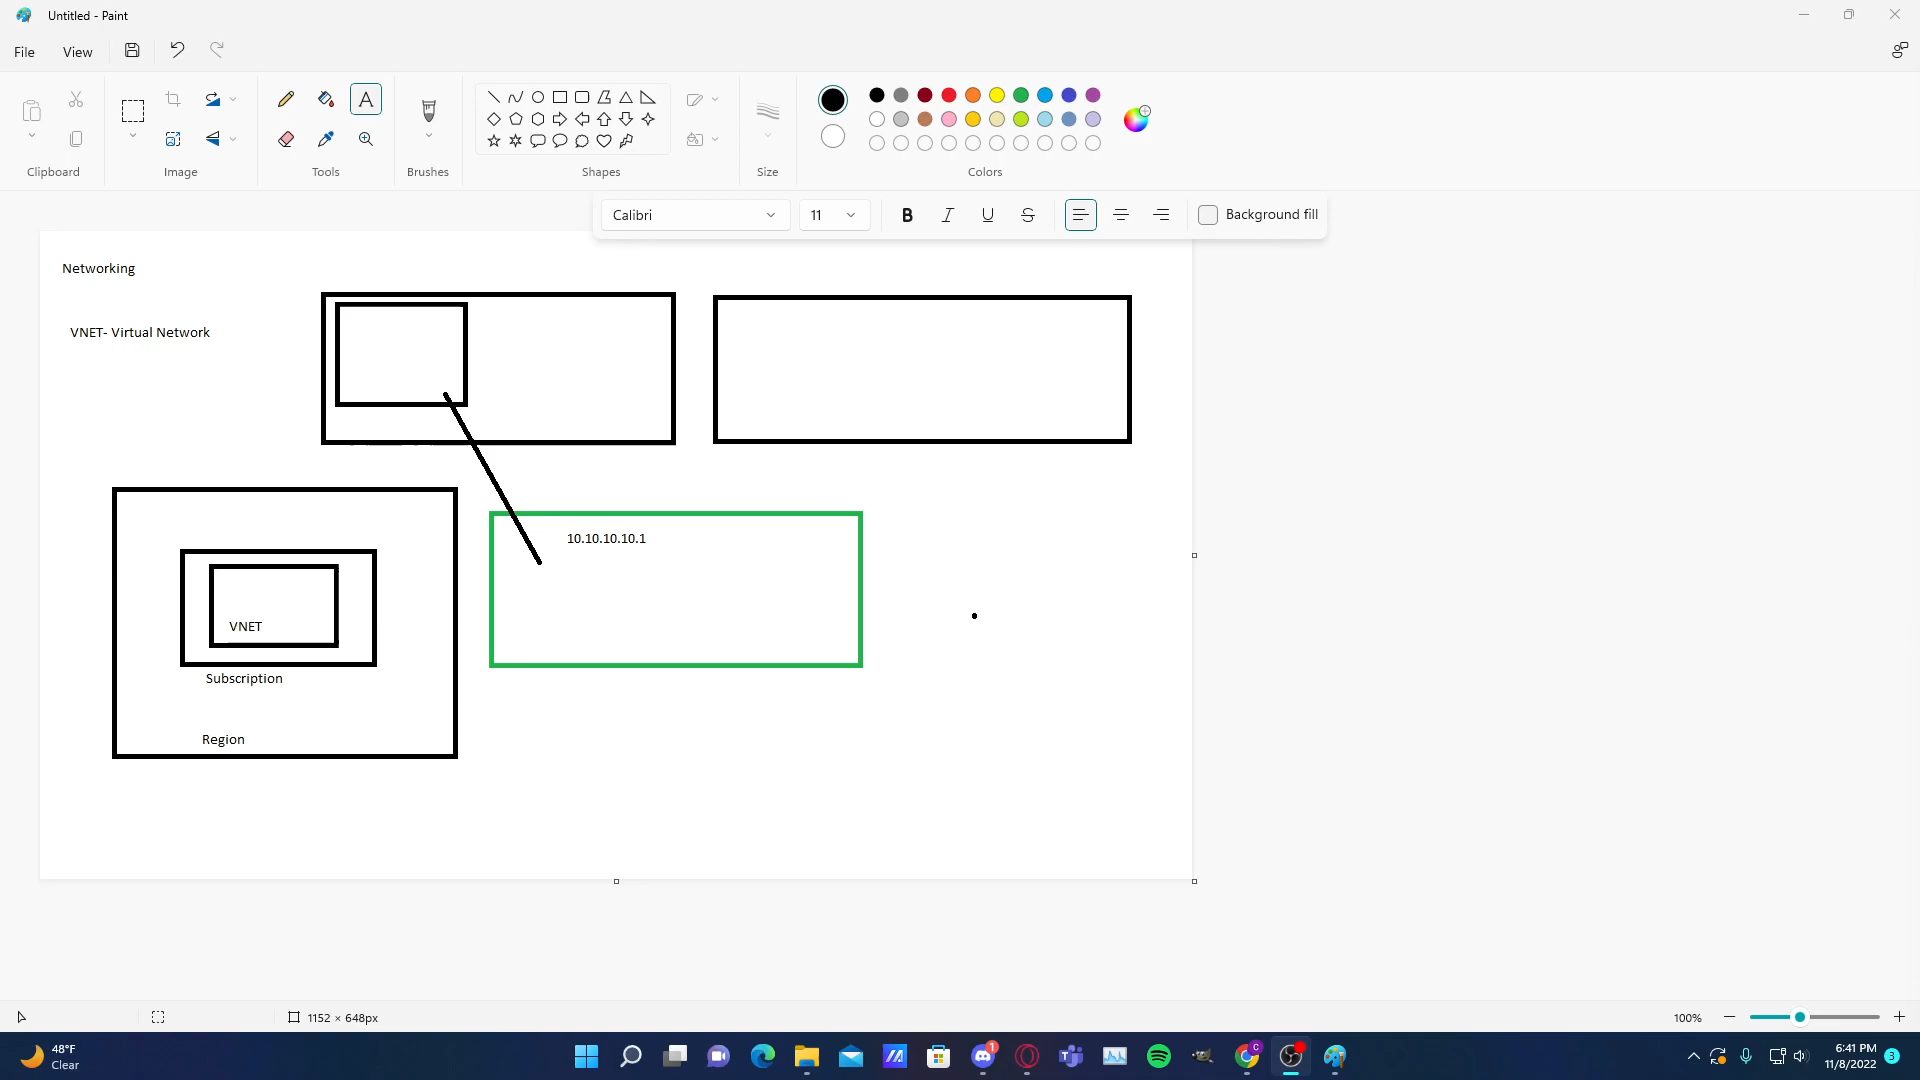 Untitled - Paint
File
View
Clipboard
Image
Tools
Brushes
Shapes
Size
Colors
Calibri
11
B
I
U
S
Background fill
Networking
VNET- Virtual Network
10.10.10.10.1
VNET
Subscription
Region
1152 × 648px
100%
48°F
Clear
1
C
6:41 PM
11/8/2022
3